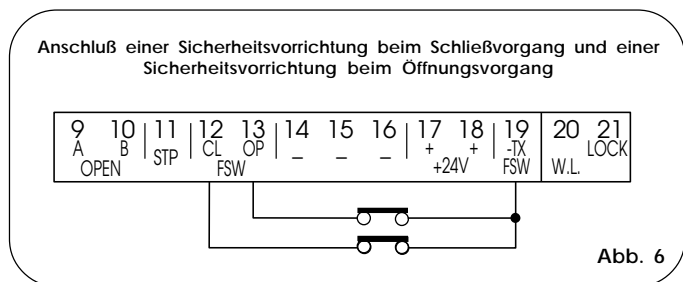 Anschluß einer Sicherheitsvorrichtung beim Schließvorgang und einer
Sicherheitsvorrichtung beim Öffnungsvorgang
9 10 11 12 13 14 15 16 17 18 19 20 21
A B STP CL OP _ _ _ + + -TX LOCK
OPEN FSW +24V FSW W.L.
Abb. 6